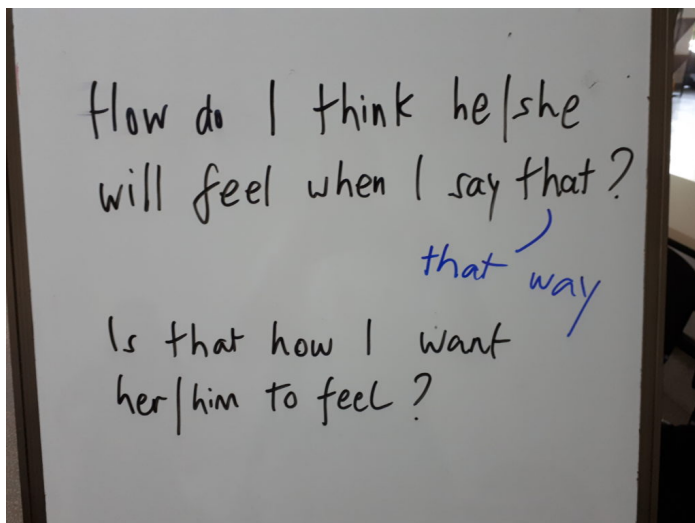 How do I think he/she
will feel when I say that?
that way
Is that how I want
her/him to feel?